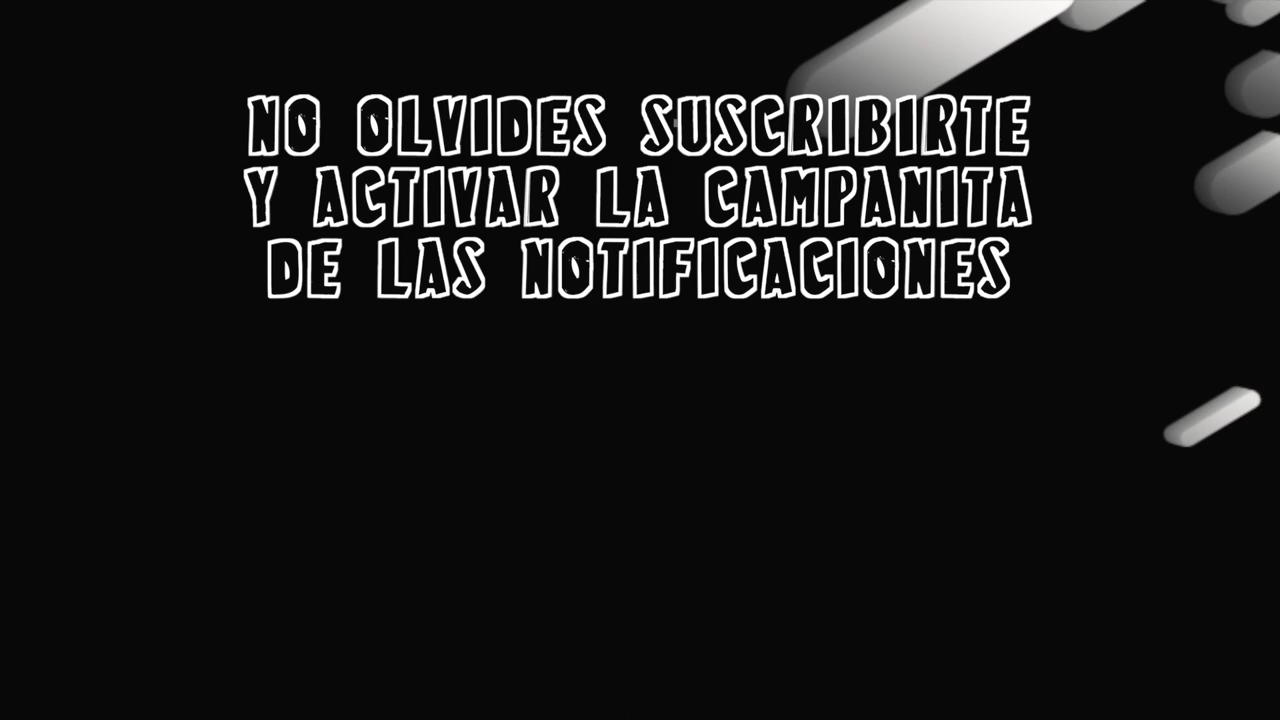 NO OLVIDES SUSCRIBIRTE
Y ACTIVAR LA CAMPANITA
DE LAS NOTIFICACIONES